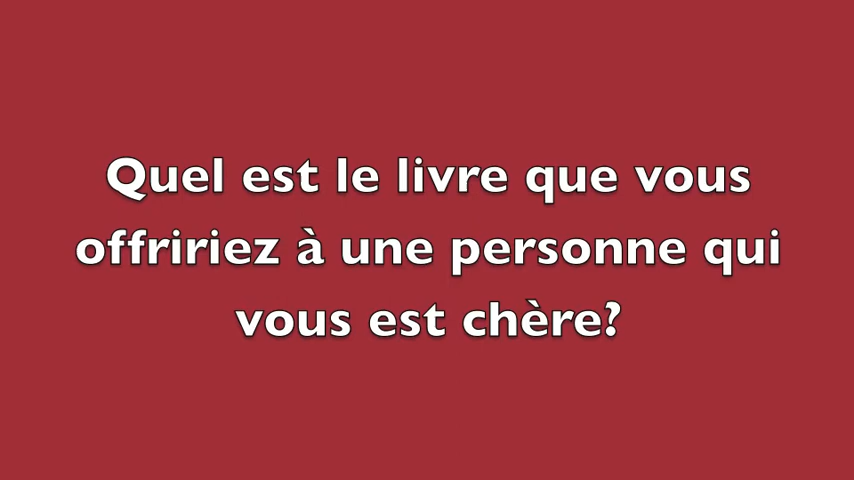 Quel est le livre que vous
offririez à une personne qui
vous est chère?